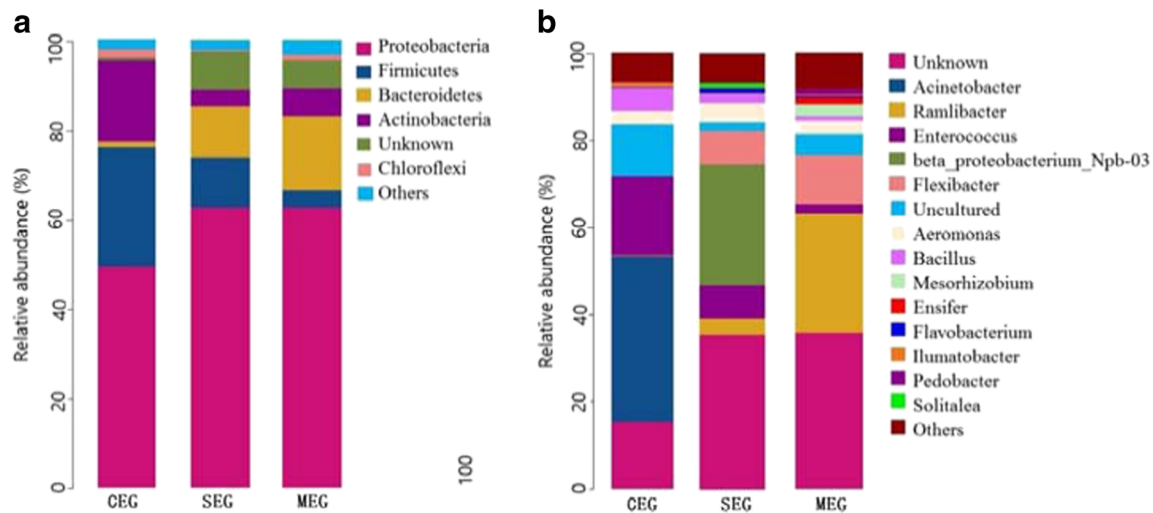 a
Relative abundance (%)
100
80
60
40
20
0
CEG SEG MEG
Proteobacteria
Firmicutes
Bacteroidetes
Actinobacteria
Unknown
Chloroflexi
Others
100
b
Relative abundance (%)
100
80
60
40
20
0
CEG SEG MEG
Unknown
Acinetobacter
Ramlibacter
Enterococcus
beta_proteobacterium_Npb-03
Flexibacter
Uncultured
Aeromonas
Bacillus
Mesorhizobium
Ensifer
Flavobacterium
Ilumatobacter
Pedobacter
Solitalea
Others